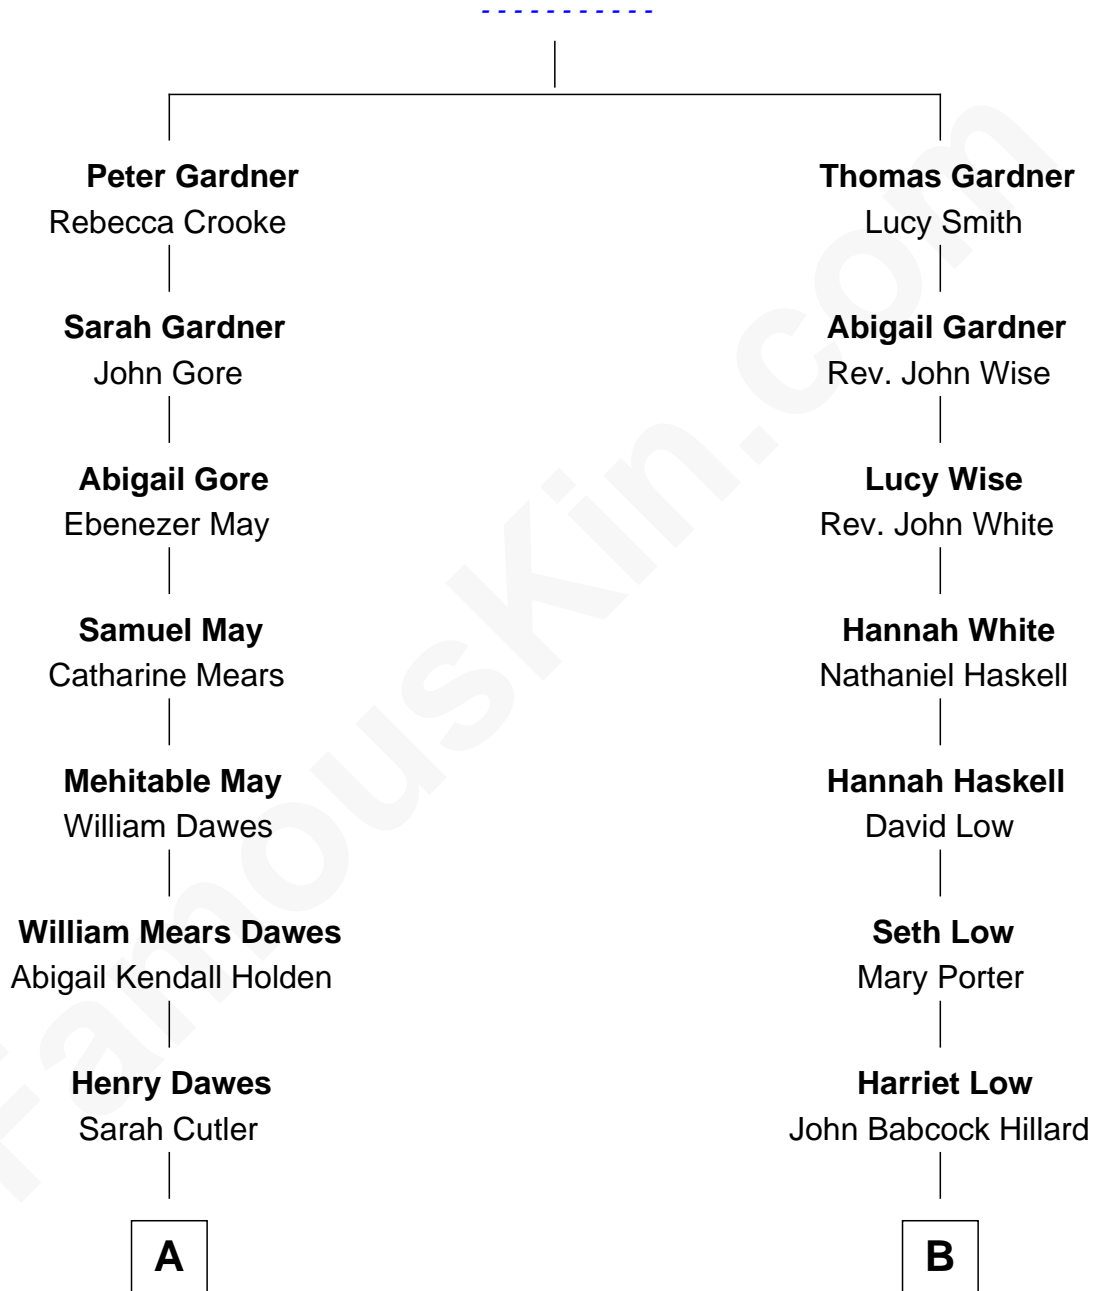 - - - - - - - - - - -
Peter Gardner
Rebecca Crooke
Thomas Gardner
Lucy Smith
Sarah Gardner
John Gore
Abigail Gardner
Rev. John Wise
Abigail Gore
Ebenezer May
Lucy Wise
Rev. John White
Samuel May
Catharine Mears
Hannah White
Nathaniel Haskell
Mehitable May
William Dawes
Hannah Haskell
David Low
William Mears Dawes
Abigail Kendall Holden
Seth Low
Mary Porter
Henry Dawes
Sarah Cutler
Harriet Low
John Babcock Hillard
A
B
FamousKin.com